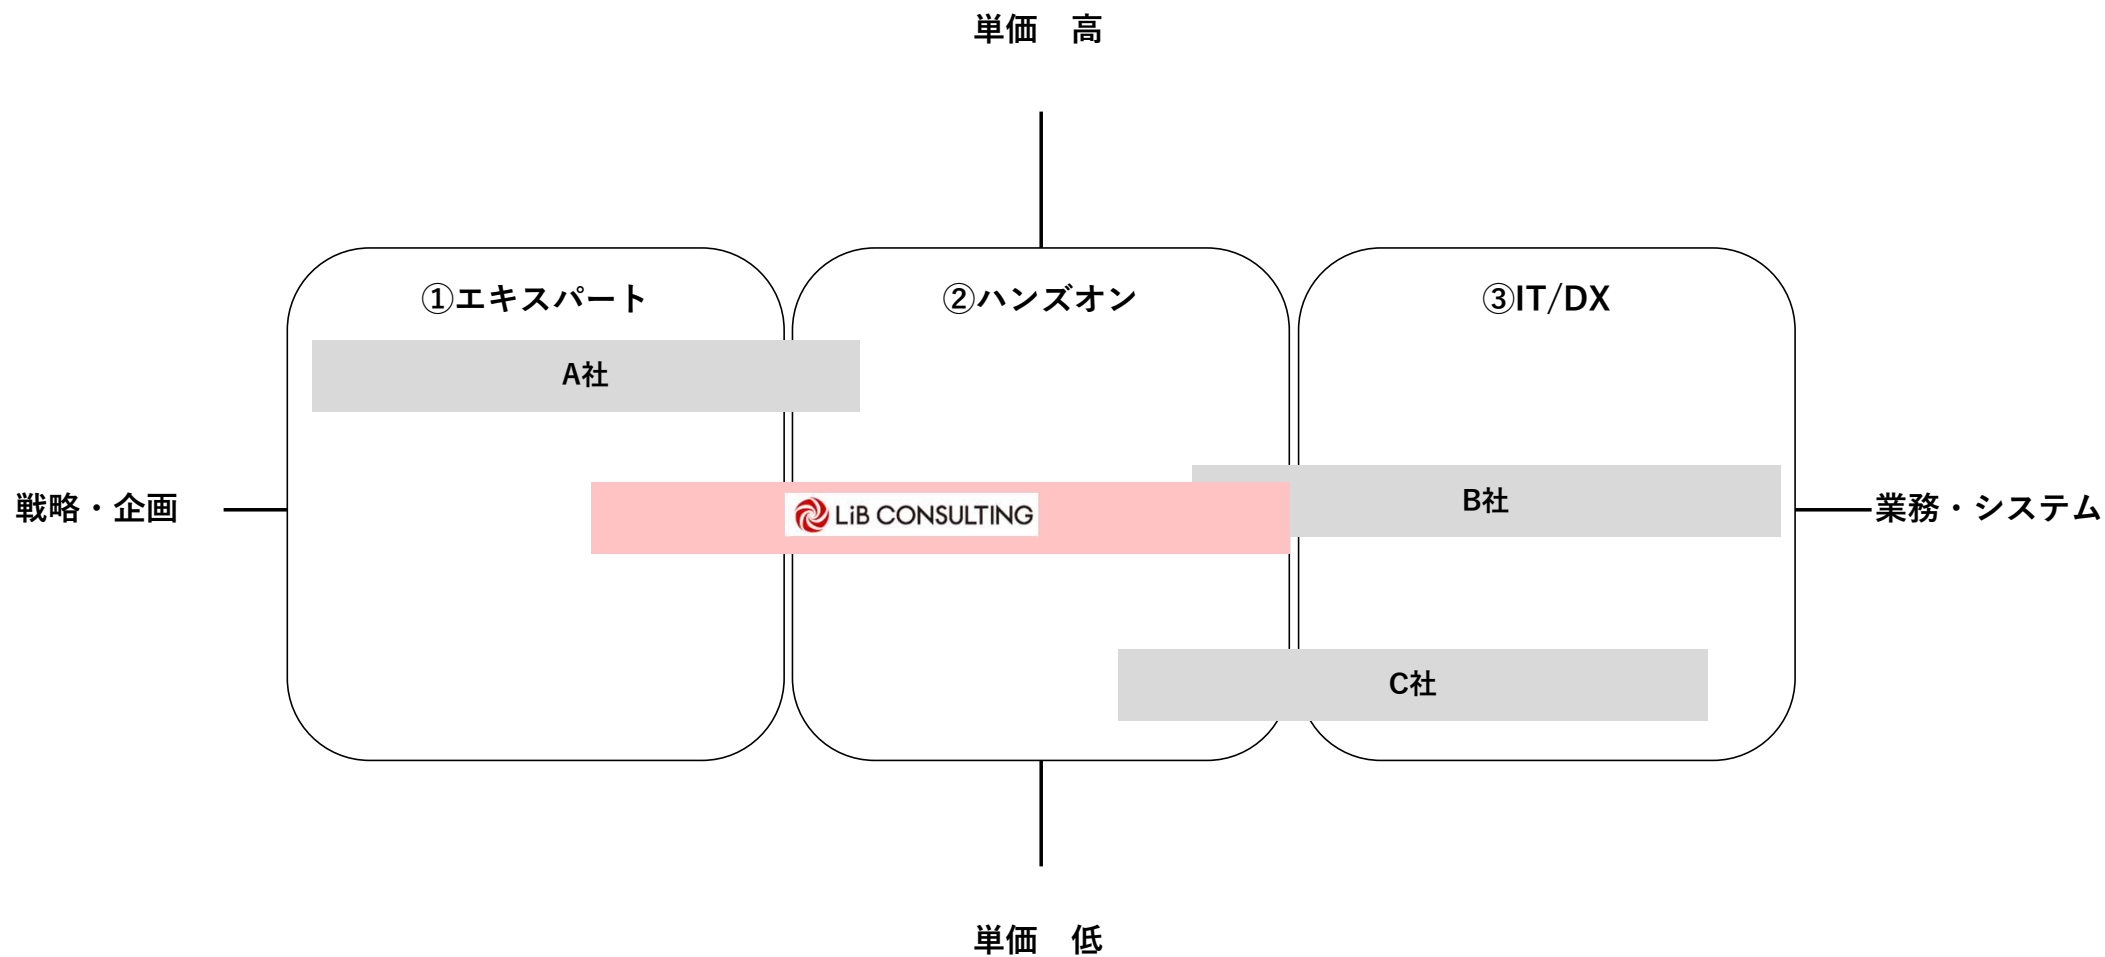 単価　高
①エキスパート
②ハンズオン
③IT/DX
A社
戦略・企画
LiB CONSULTING
B社
業務・システム
C社
単価　低